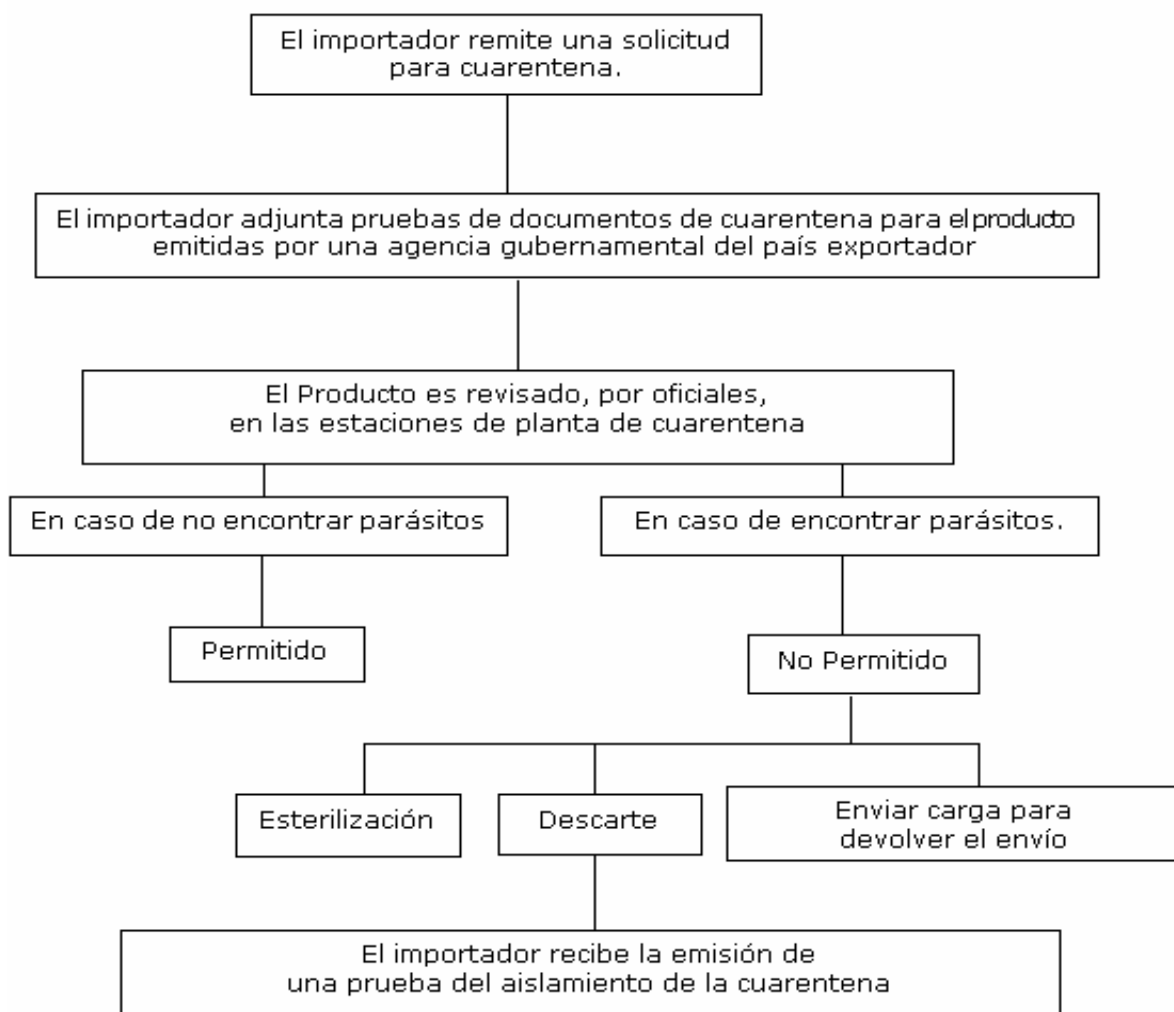 El importador remite una solicitud
para cuarentena.
El importador adjunta pruebas de documentos de cuarentena para el producto
emitidas por una agencia gubernamental del país exportador
El Producto es revisado, por oficiales,
en las estaciones de planta de cuarentena
En caso de no encontrar parásitos
En caso de encontrar parásitos.
Permitido
No Permitido
Esterilización
Descarte
Enviar carga para
devolver el envío
El importador recibe la emisión de
una prueba del aislamiento de la cuarentena